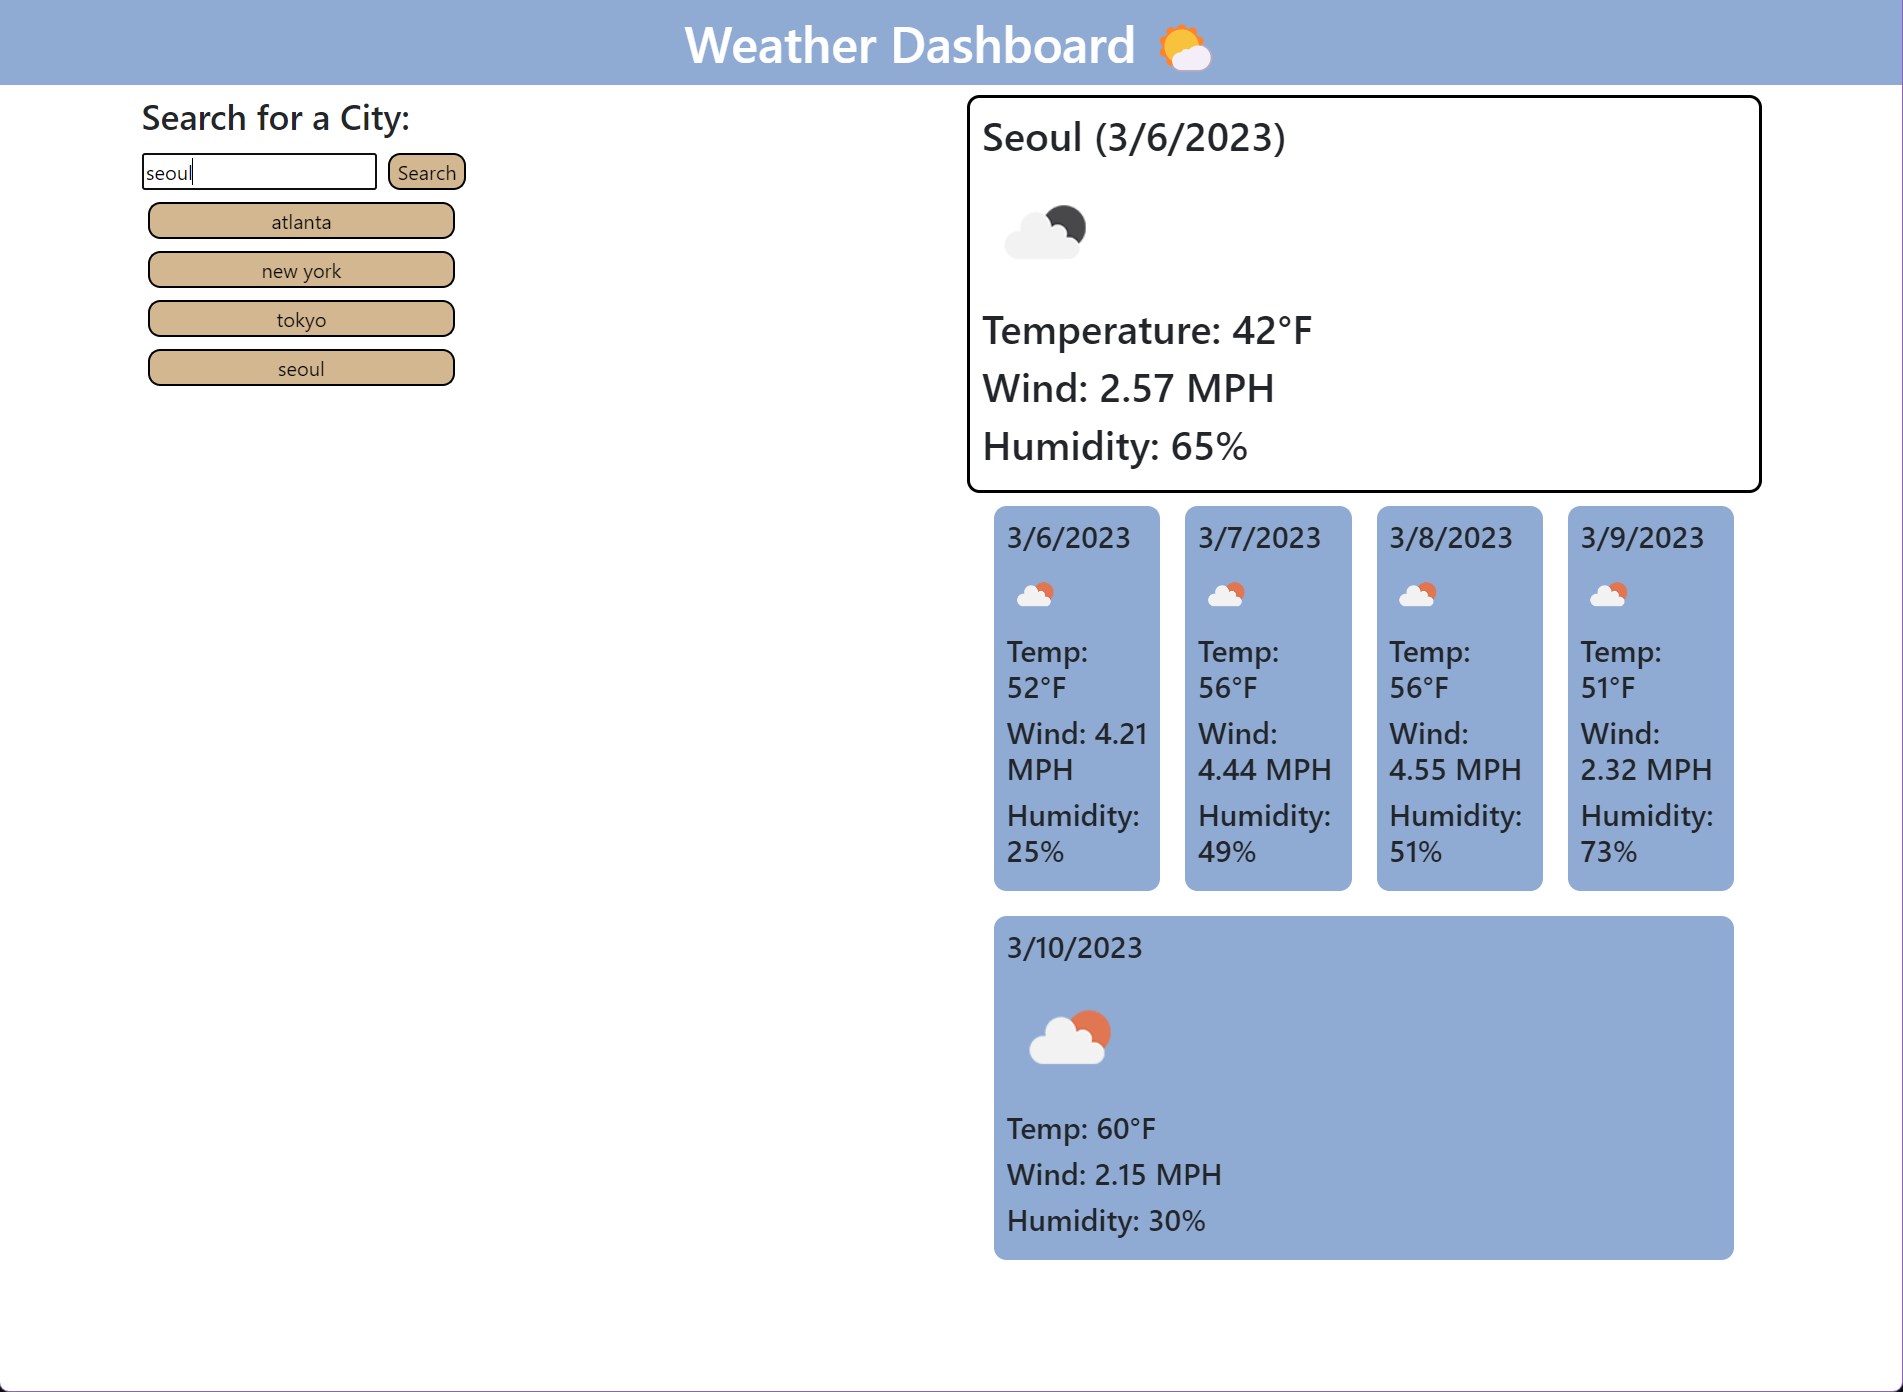 Weather Dashboard
Search for a City:
seoul
Search
atlanta
new york
tokyo
seoul
Seoul (3/6/2023)
Temperature: 42°F
Wind: 2.57 MPH
Humidity: 65%
3/6/2023
Temp:
52°F
Wind: 4.21
MPH
Humidity:
25%
3/7/2023
Temp:
56°F
Wind:
4.44 MPH
Humidity:
49%
3/8/2023
Temp:
56°F
Wind:
4.55 MPH
Humidity:
51%
3/9/2023
Temp:
51°F
Wind:
2.32 MPH
Humidity:
73%
3/10/2023
Temp: 60°F
Wind: 2.15 MPH
Humidity: 30%